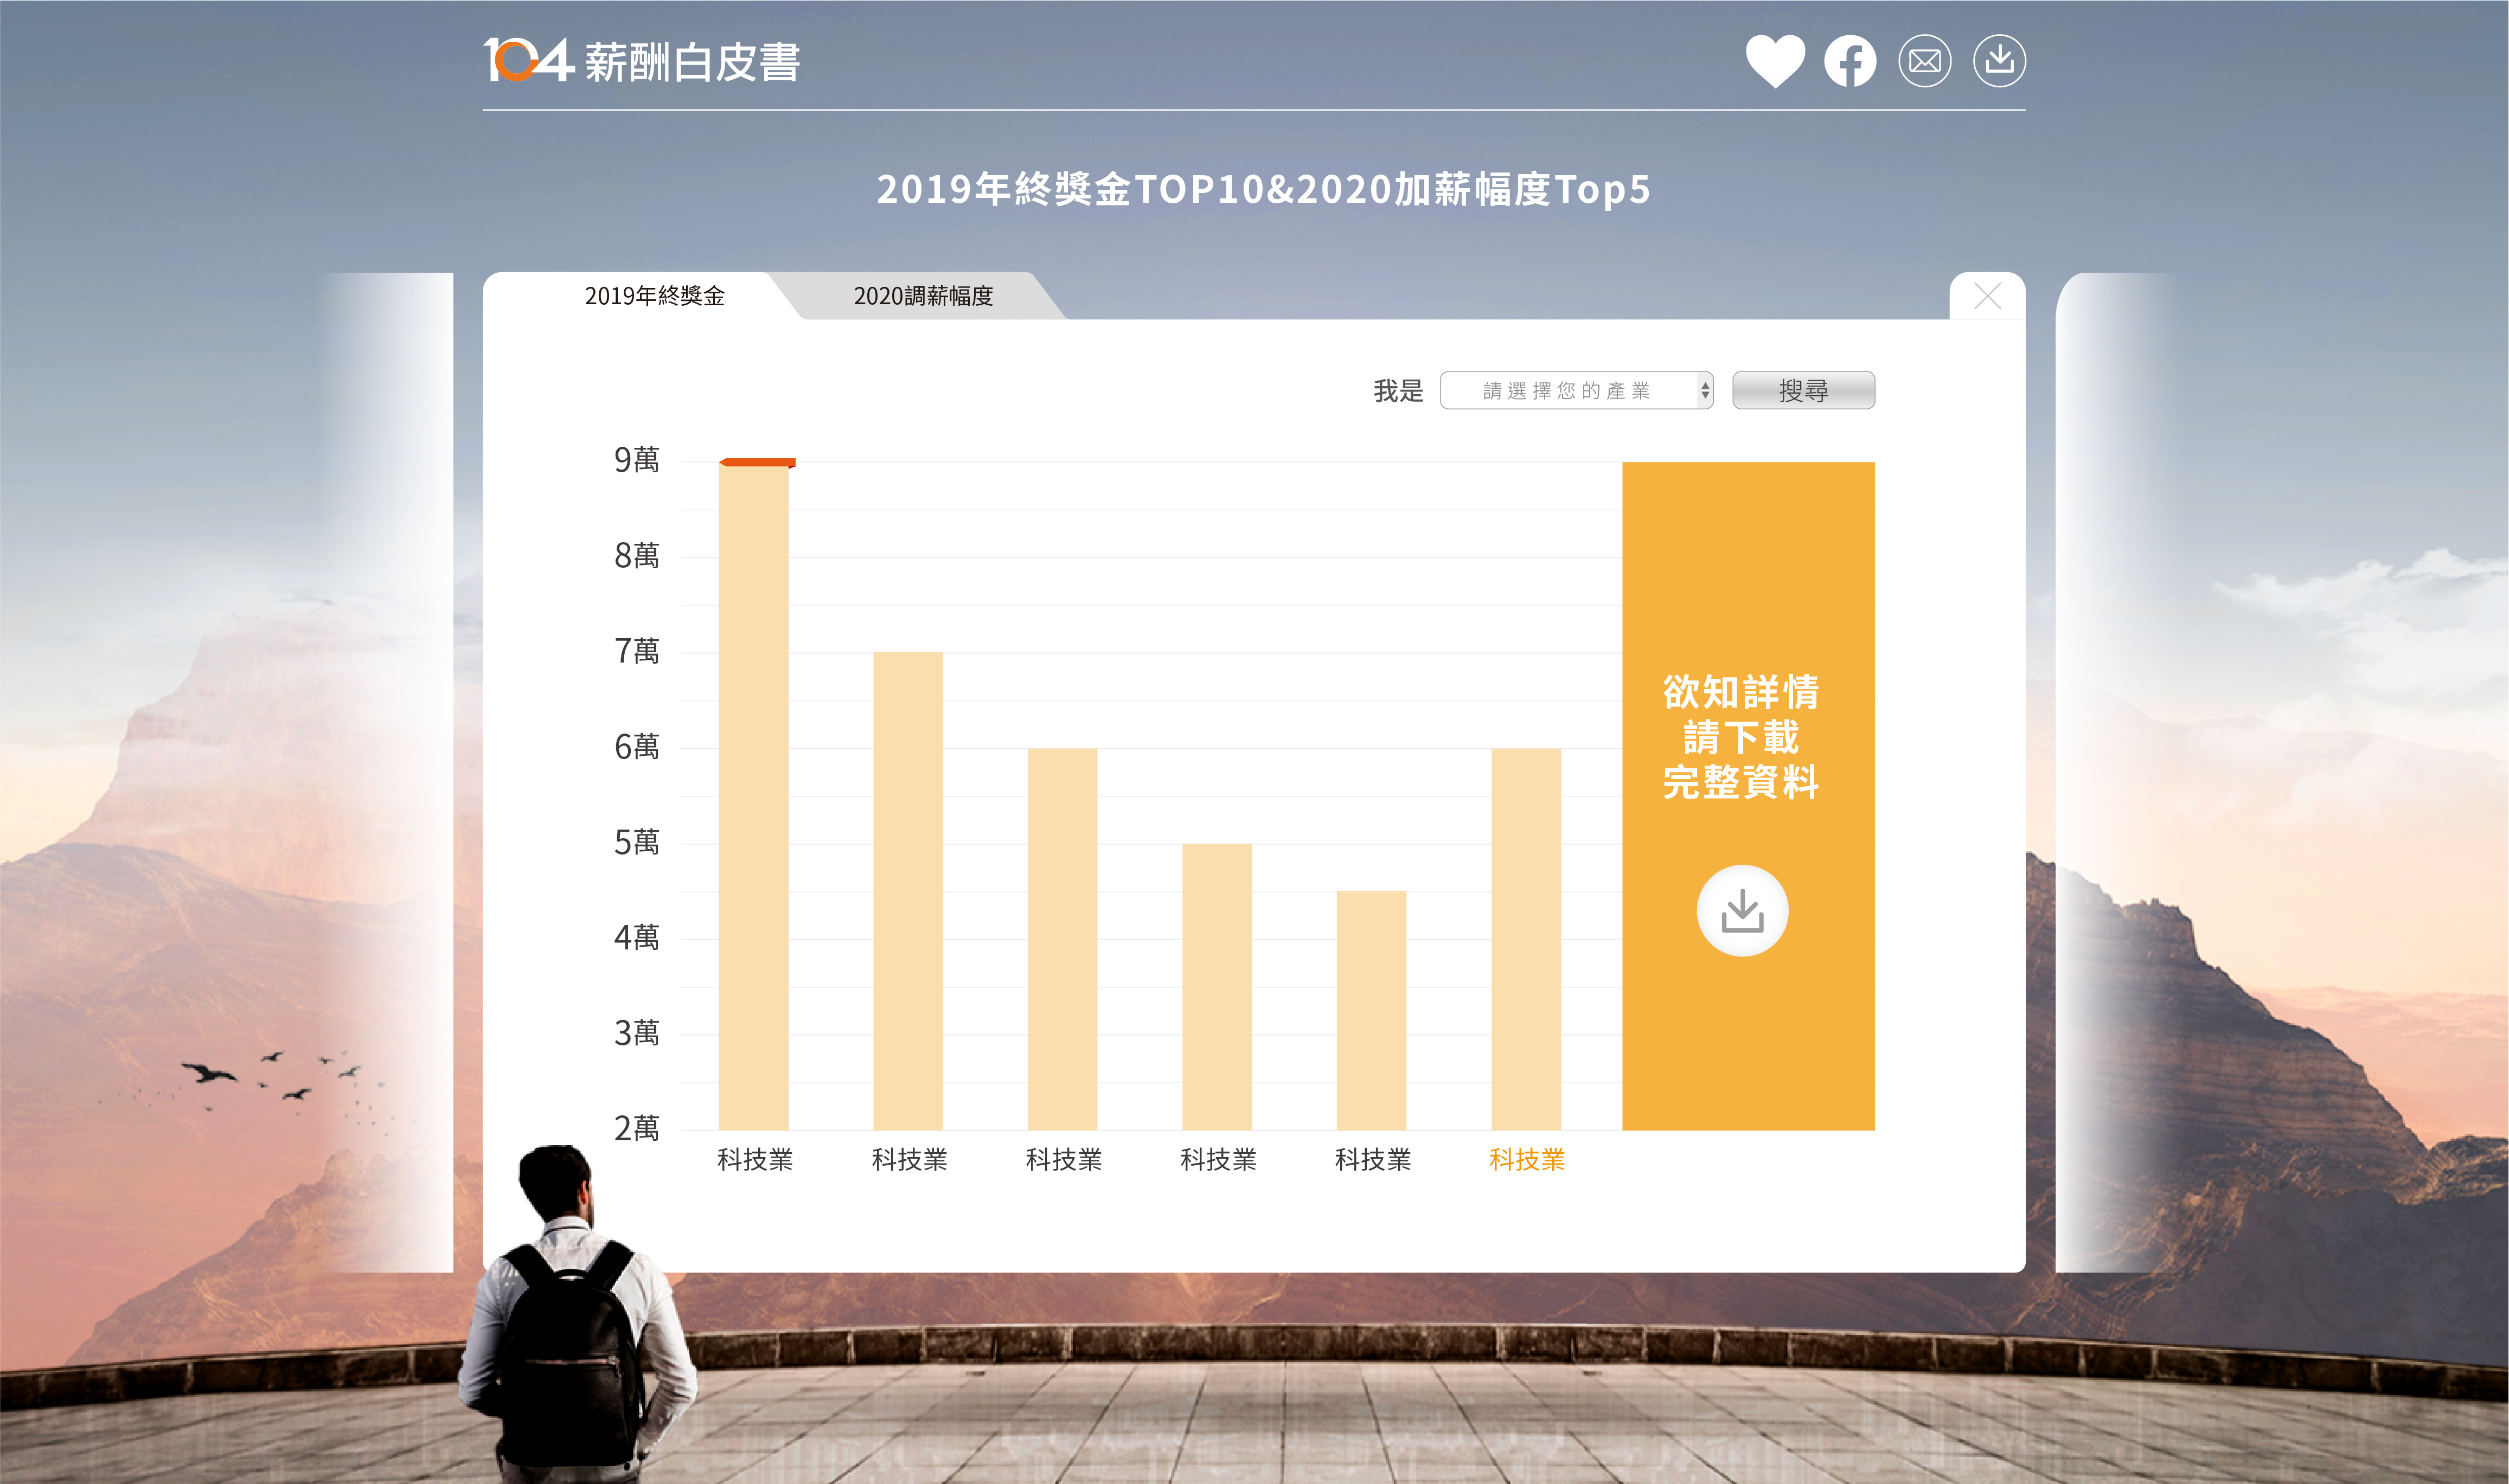 104 薪酬白皮書
2019年終獎金TOP10&2020加薪幅度Top5
2019年終獎金
2020調薪幅度
我是
請選擇您的產業
搜尋
9萬
8萬
7萬
6萬
5萬
4萬
3萬
2萬
欲知詳情
請下載
完整資料
科技業
科技業
科技業
科技業
科技業
科技業